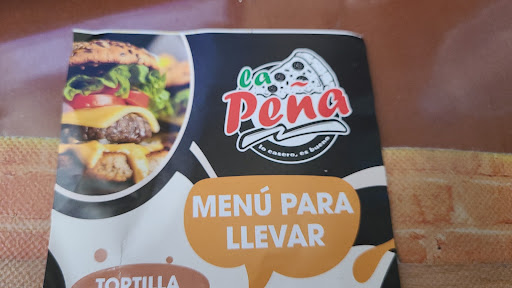 la
Peña
lo casero, es bueno
MENÚ PARA
LLEVAR
TORTILLA